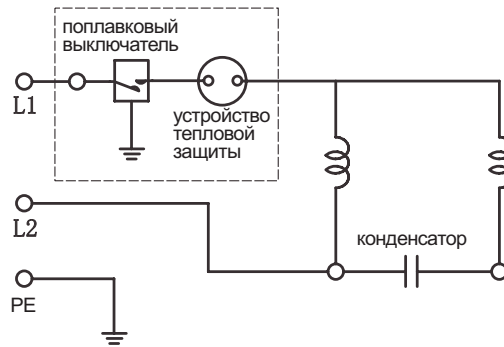 поплавковый
выключатель
L1
устройство
тепловой
защиты
L2
конденсатор
PE